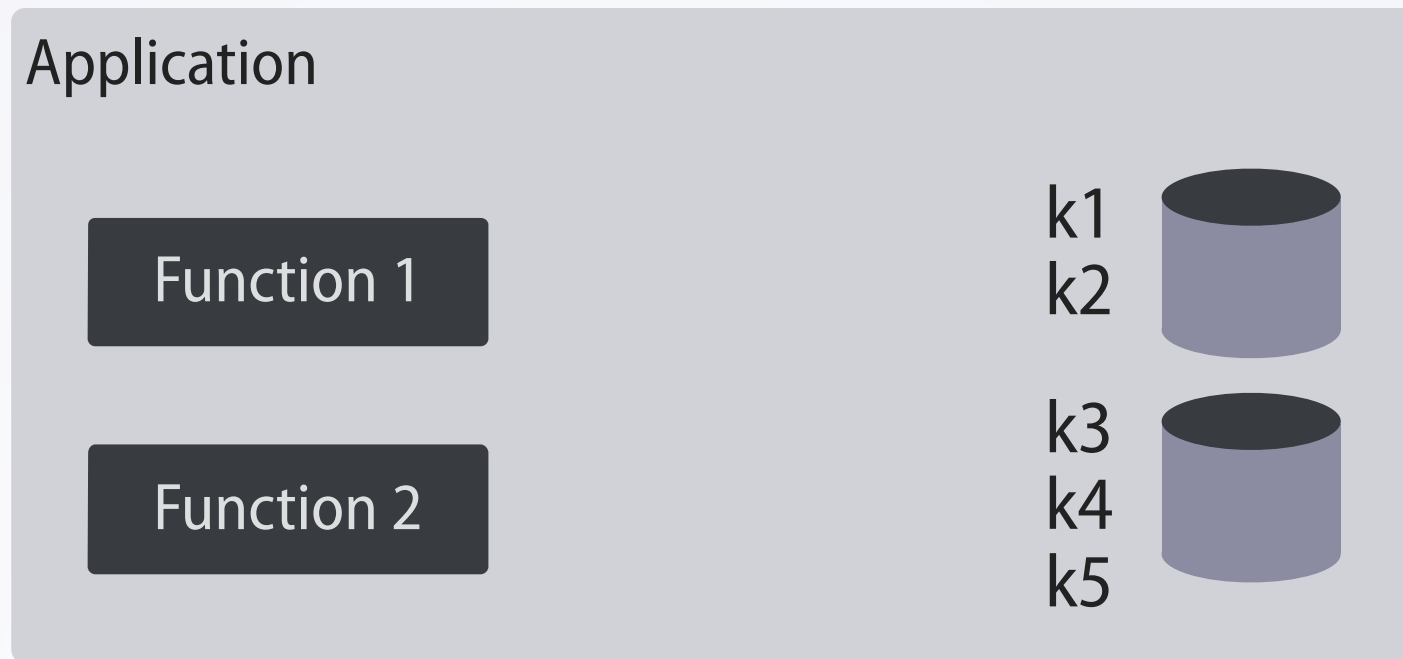 Application
Function 1
k1
k2
Function 2
k3
k4
k5